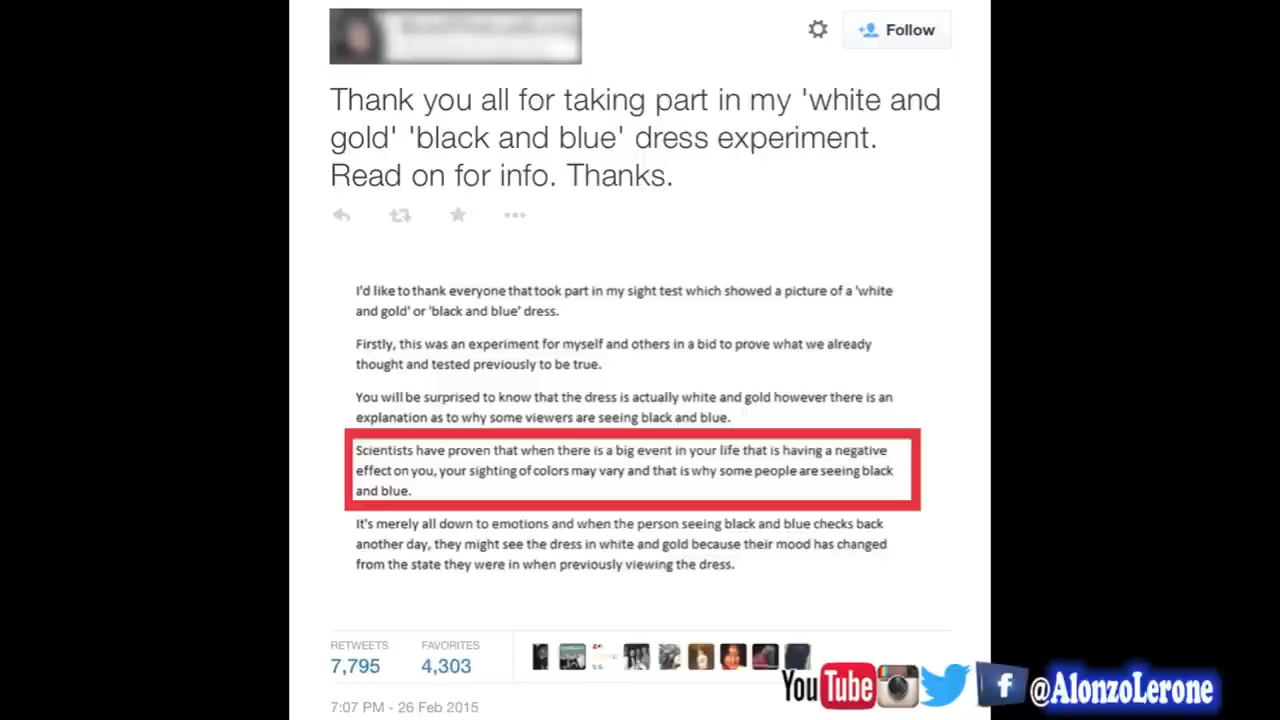 Follow
Thank you all for taking part in my 'white and
gold' 'black and blue' dress experiment.
Read on for info. Thanks.
I'd like to thank everyone that took part in my sight test which showed a picture of a 'white
and gold' or 'black and blue' dress.
Firstly, this was an experiment for myself and others in a bid to prove what we already
thought and tested previously to be true.
You will be surprised to know that the dress is actually white and gold however there is an
explanation as to why some viewers are seeing black and blue.
Scientists have proven that when there is a big event in your life that is having a negative
effect on you, your sighting of colors may vary and that is why some people are seeing black
and blue.
It's merely all down to emotions and when the person seeing black and blue checks back
another day, they might see the dress in white and gold because their mood has changed
from the state they were in when previously viewing the dress.
RETWEETS FAVORITES
7,795 4,303
YouTube f @AlonzoLerone
7:07 PM - 26 Feb 2015